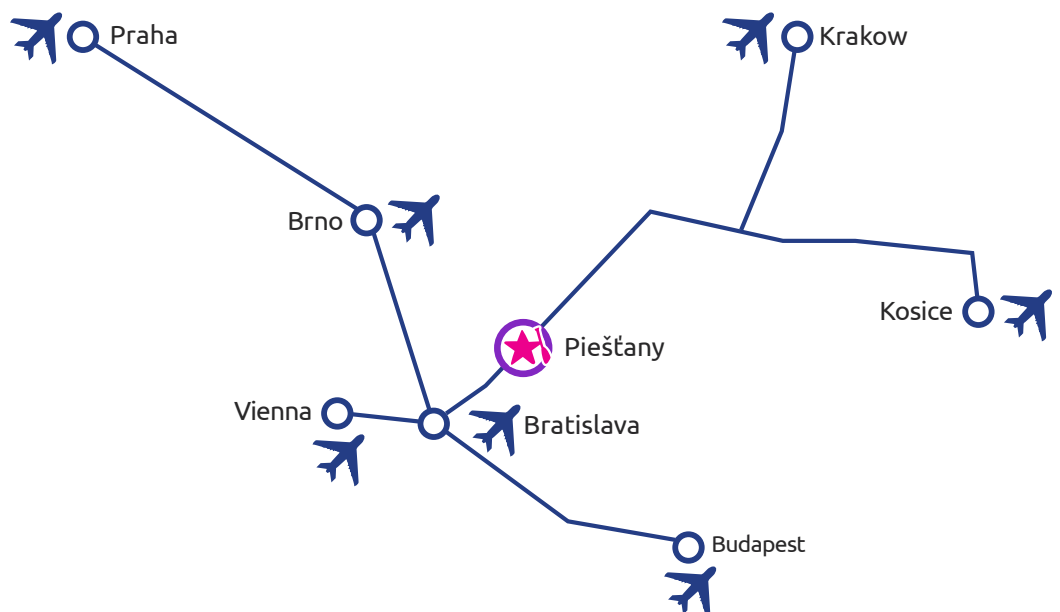 Praha
Krakow
Brno
Kosice
Piešťany
Vienna
Bratislava
Budapest